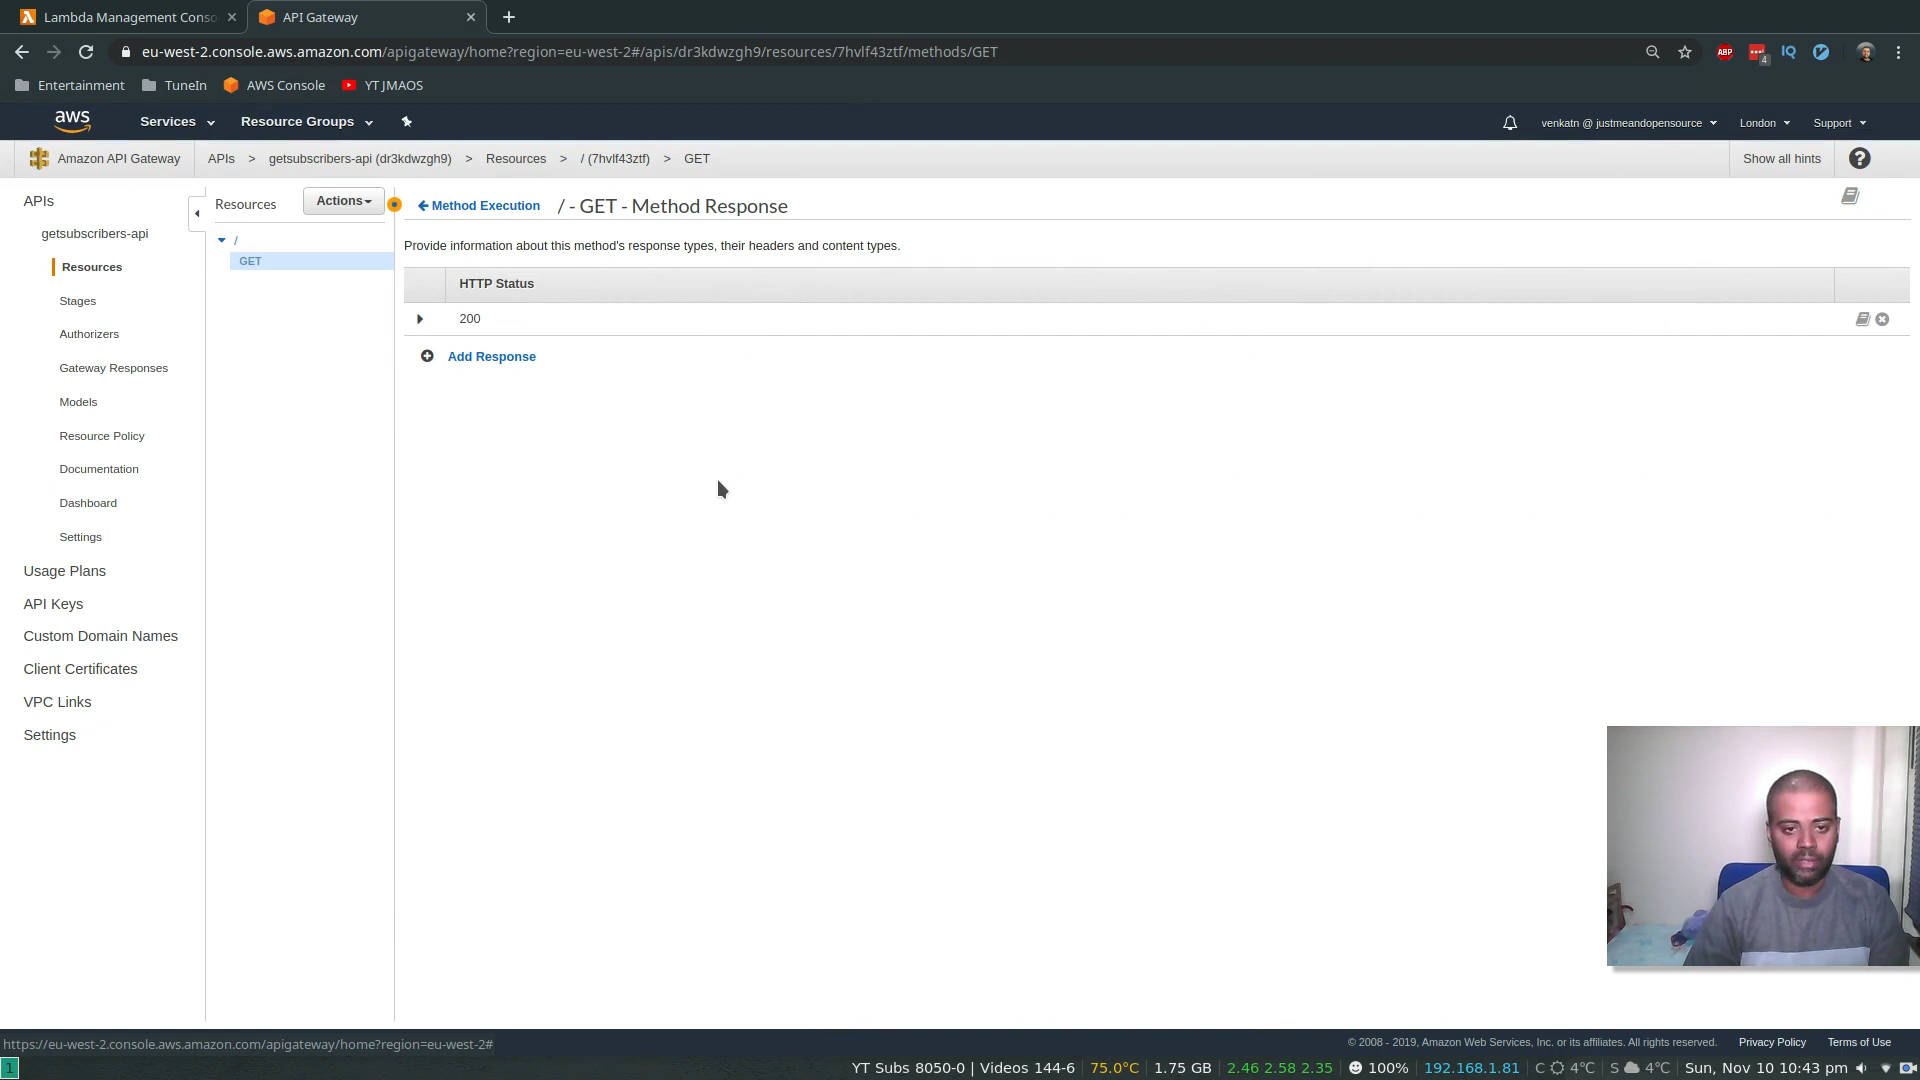 Lambda Management Conso
API Gateway
eu-west-2.console.aws.amazon.com/apigateway/home?region=eu-west-2#/apis/dr3kdwzgh9/resources/7hvlf43ztf/methods/GET
ABP
4
IQ
Entertainment
TuneIn
AWS Console
YT JMAOS
aws
Services
Resource Groups
venkatn @ justmeandopensource
London
Support
Amazon API Gateway
APIs > getsubscribers-api (dr3kdwzgh9) > Resources > / (7hvlf43ztf) > GET
Show all hints
?
APIs
getsubscribers-api
Resources
Stages
Authorizers
Gateway Responses
Models
Resource Policy
Documentation
Dashboard
Settings
Usage Plans
API Keys
Custom Domain Names
Client Certificates
VPC Links
Settings
Resources
Actions
/
GET
Method Execution
/ - GET - Method Response
Provide information about this method's response types, their headers and content types.
HTTP Status
200
Add Response
https://eu-west-2.console.aws.amazon.com/apigateway/home?region=eu-west-2#
© 2008 - 2019, Amazon Web Services, Inc. or its affiliates. All rights reserved.
Privacy Policy
Terms of Use
1
YT Subs 8050-0 | Videos 144-6 75.0°C 1.75 GB 2.46 2.58 2.35 100% 192.168.1.81 C 4°C S 4°C Sun, Nov 10 10:43 pm